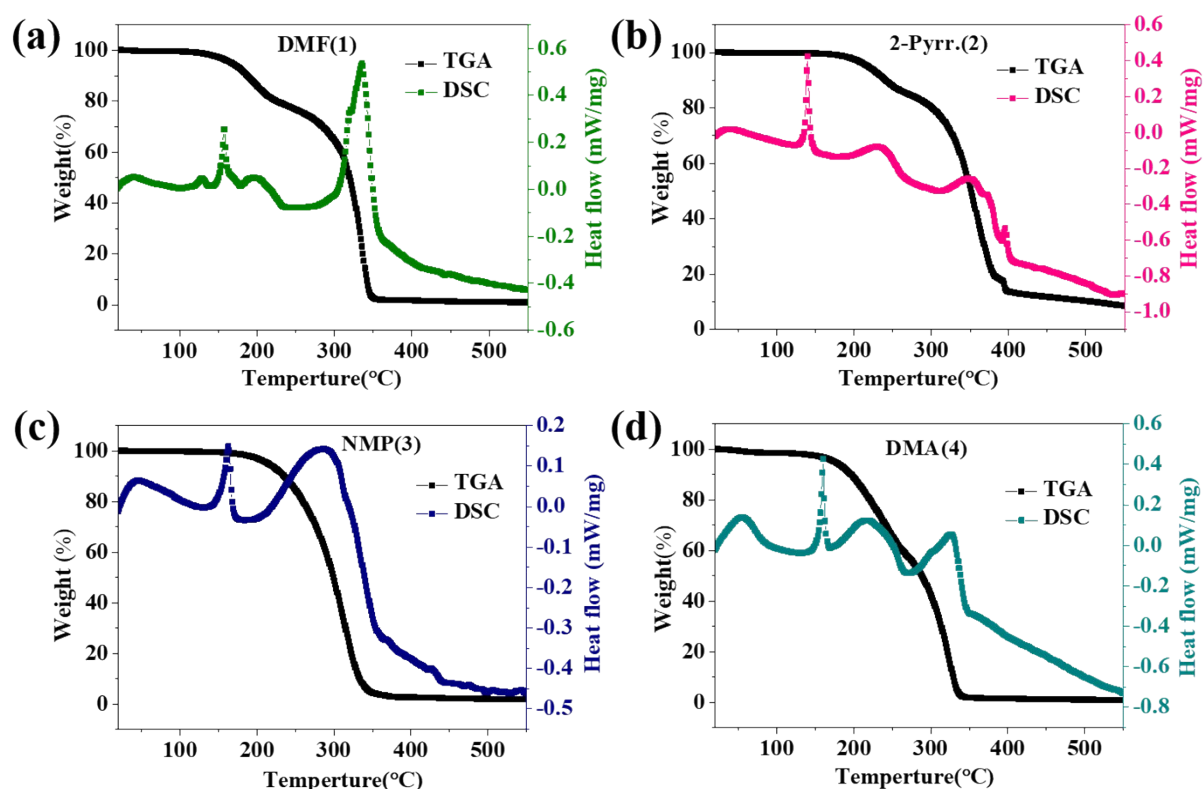 (a)
DMF(1)
TGA
DSC
Weight(%)
100
80
60
40
20
0
0.6
0.4
0.2
0.0
-0.2
-0.4
-0.6
Heat flow (mW/mg)
100 200 300 400 500
Temperture(°C)
(b)
2-Pyrr.(2)
TGA
DSC
Weight (%)
100
80
60
40
20
0
0.6
0.4
0.2
0.0
-0.2
-0.4
-0.6
-0.8
-1.0
Heat flow (mW/mg)
100 200 300 400 500
Temperture(°C)
(c)
NMP(3)
TGA
DSC
Weight (%)
100
80
60
40
20
0
0.2
0.1
0.0
-0.1
-0.2
-0.3
-0.4
-0.5
Heat flow (mW/mg)
100 200 300 400 500
Temperture(°C)
(d)
DMA(4)
TGA
DSC
Weight(%)
100
80
60
40
20
0
0.6
0.4
0.2
0.0
-0.2
-0.4
-0.6
-0.8
Heat flow (mW/mg)
100 200 300 400 500
Temperture(°C)